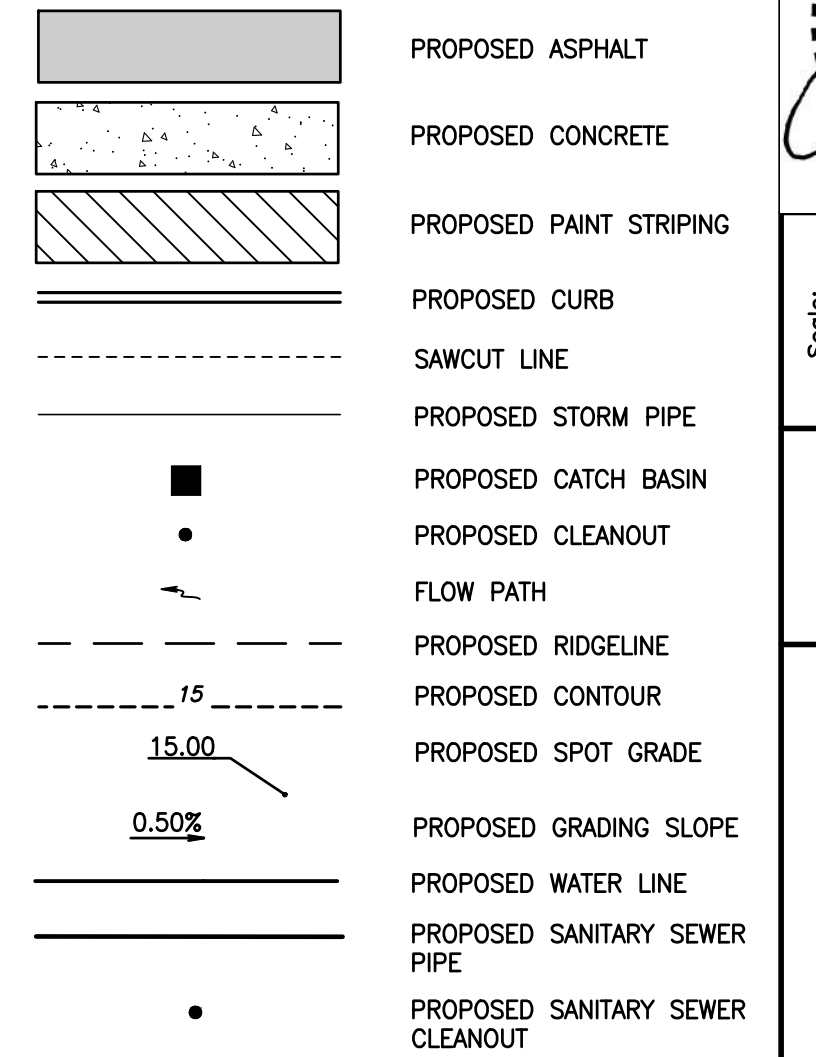 PROPOSED ASPHALT
PROPOSED CONCRETE
PROPOSED PAINT STRIPING
PROPOSED CURB
SAWCUT LINE
PROPOSED STORM PIPE
PROPOSED CATCH BASIN
PROPOSED CLEANOUT
FLOW PATH
PROPOSED RIDGELINE
15 PROPOSED CONTOUR
15.00 PROPOSED SPOT GRADE
0.50% PROPOSED GRADING SLOPE
PROPOSED WATER LINE
PROPOSED SANITARY SEWER
PIPE
PROPOSED SANITARY SEWER
CLEANOUT